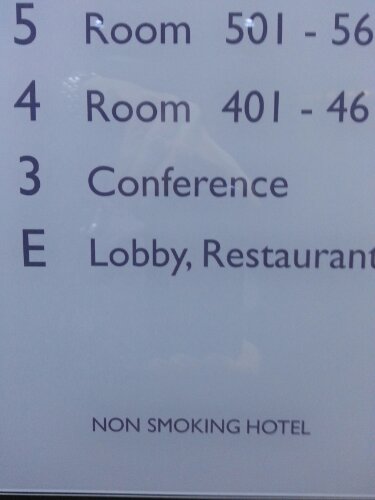 5 Room 501 - 56
4 Room 401 - 46
3 Conference
E Lobby, Restaurant
NON SMOKING HOTEL